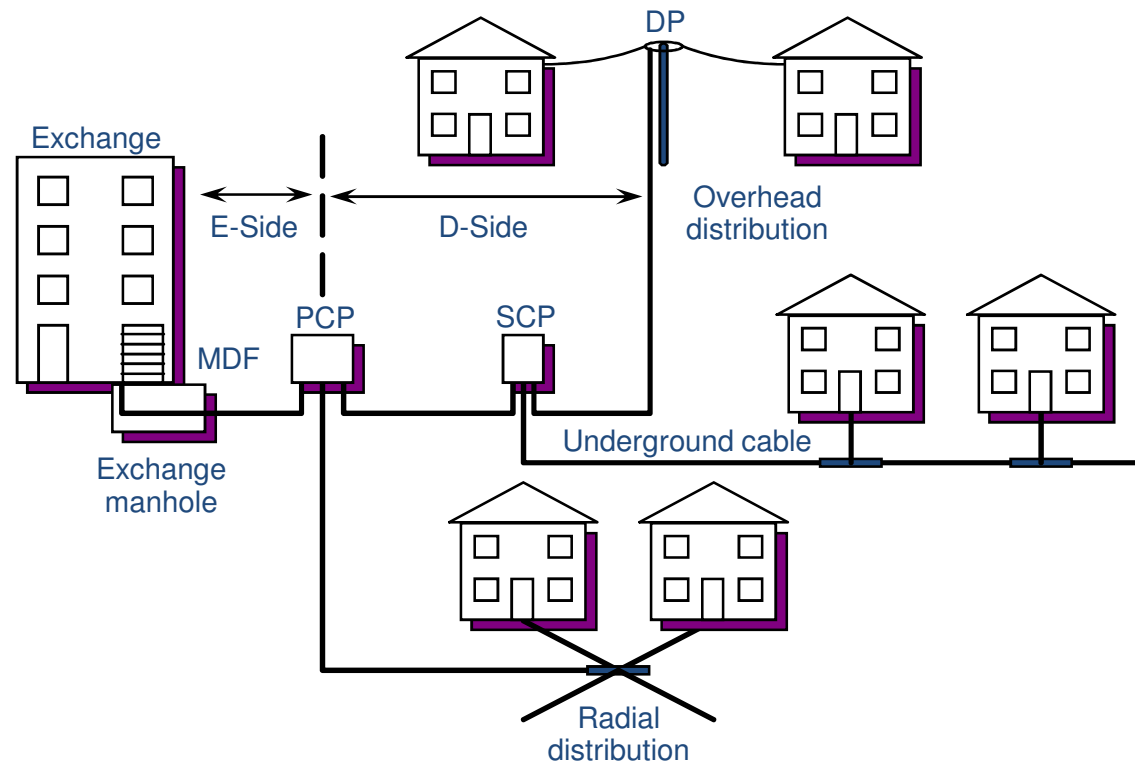 DP
Exchange
E-Side
D-Side
Overhead
distribution
PCP
SCP
MDF
Underground cable
Exchange
manhole
Radial
distribution